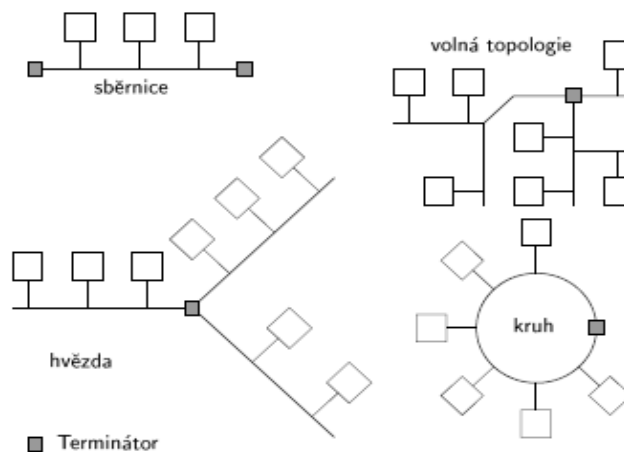 volná topologie
sběrnice
kruh
hvězda
Terminátor